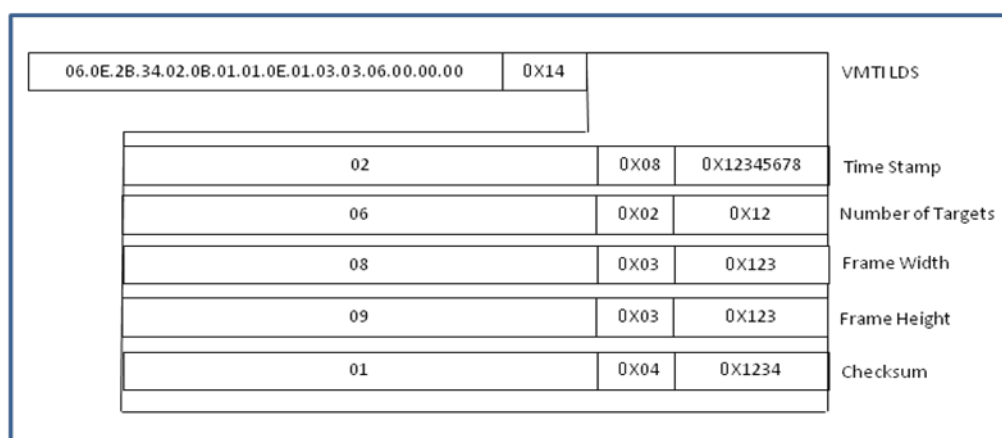 06.0E.2B.34.02.0B.01.01.0E.01.03.03.06.00.00.00 0X14 VMTI LDS
02 0X08 0X12345678 Time Stamp
06 0X02 0X12 Number of Targets
08 0X03 0X123 Frame Width
09 0X03 0X123 Frame Height
01 0X04 0X1234 Checksum